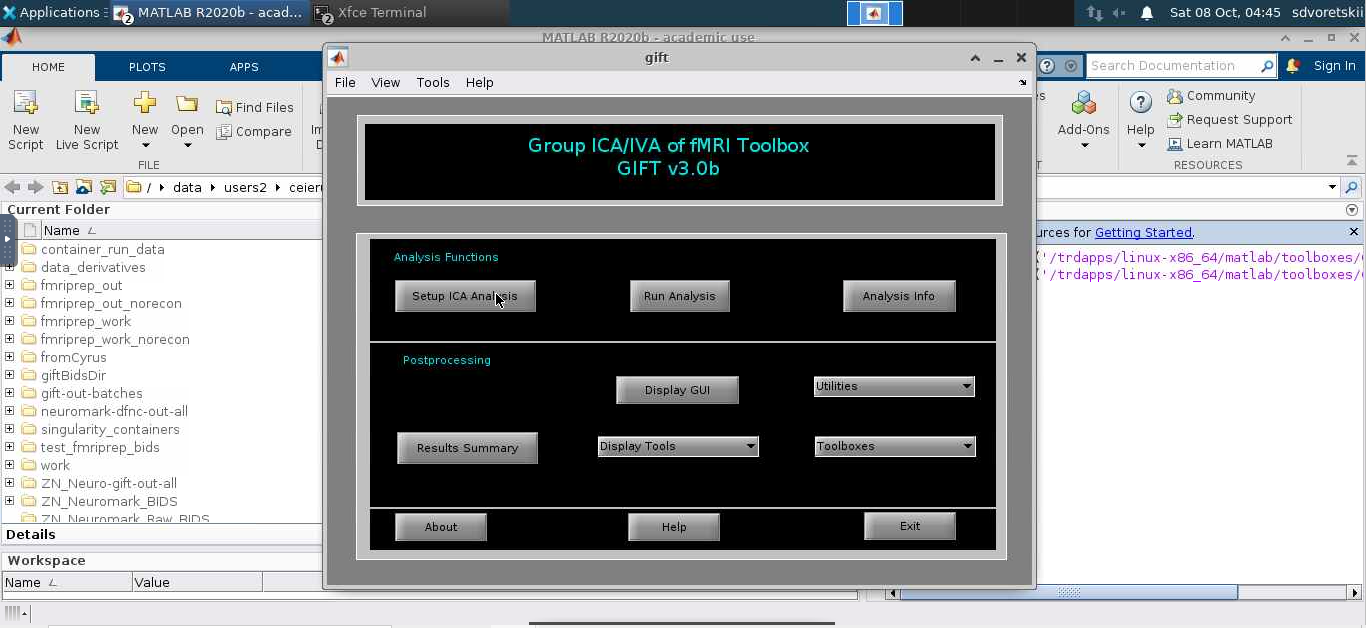 Applications MATLAB R2020b - acad... Xfce Terminal Sat 08 Oct, 04:45 sdvoretskii
2 2
MATLAB R2020b - academic use
gift
HOME PLOTS APPS
Search Documentation Sign In
File View Tools Help
New Script
New Live Script
New
Open
Find Files
Compare
FILE
Add-Ons
Help
Community
Request Support
Learn MATLAB
RESOURCES
/ data users2
Current Folder
Name
container_run_data
data_derivatives
fmriprep_out
fmriprep_out_norecon
fmriprep_work
fmriprep_work_norecon
fromCyrus
giftBidsDir
gift-out-batches
neuromark-dfnc-out-all
singularity_containers
test_fmriprep_bids
work
ZN_Neuro-gift-out-all
ZN_Neuromark_BIDS
ZN_Neuromark_Raw_BIDS
Details
Workspace
Name Value
Group ICA/IVA of fMRI Toolbox
GIFT v3.0b
Analysis Functions
Setup ICA Analysis Run Analysis Analysis Info
Postprocessing
Display GUI Utilities
Results Summary Display Tools Toolboxes
About Help Exit
for Getting Started.
('/trdapps/linux-x86_64/matlab/toolboxes/
('/trdapps/linux-x86_64/matlab/toolboxes/